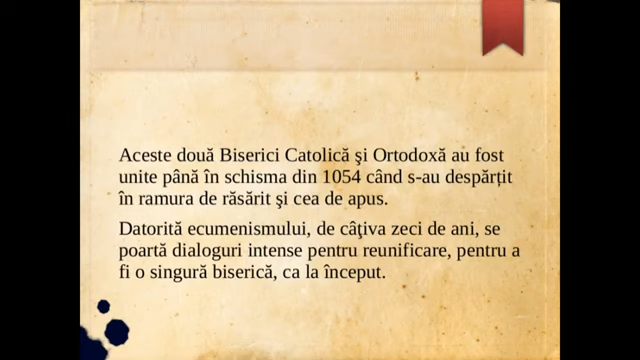 Aceste două Biserici Catolică şi Ortodoxă au fost
unite până în schisma din 1054 când s-au despărțit
în ramura de răsărit şi cea de apus.
Datorită ecumenismului, de câţiva zeci de ani, se
poartă dialoguri intense pentru reunificare, pentru a
fi o singură biserică, ca la început.